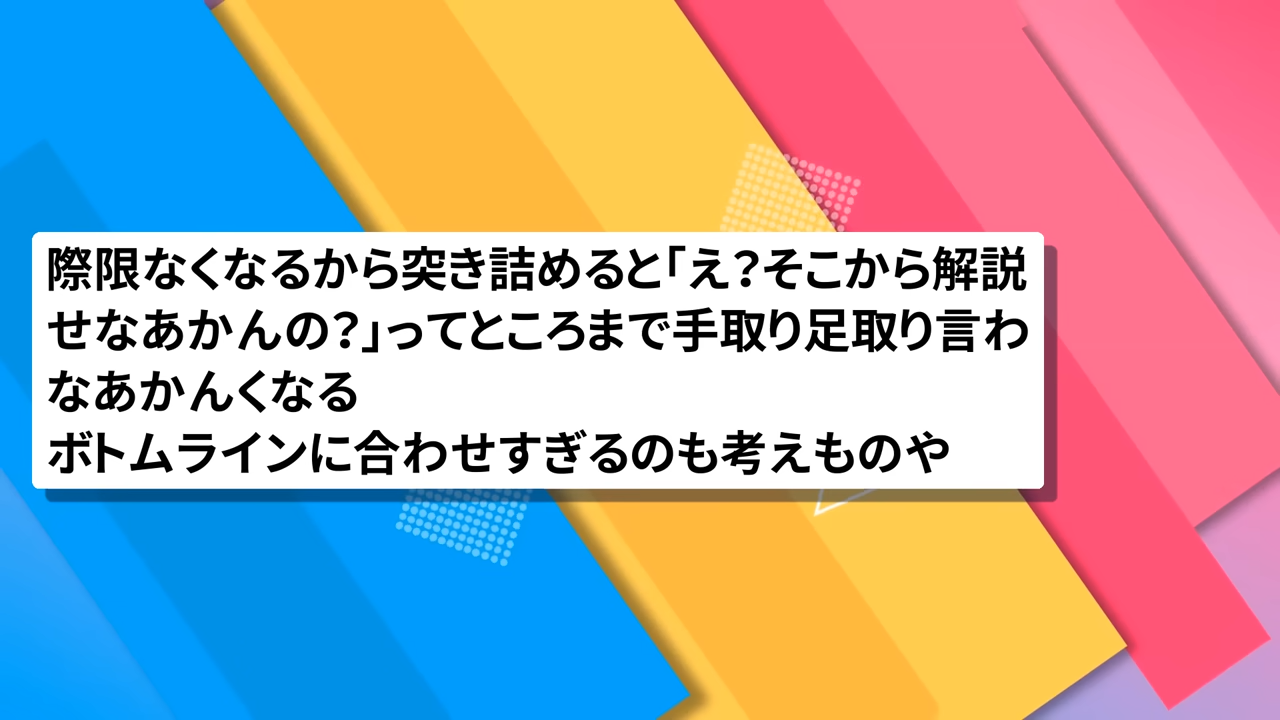 際限なくなるから突き詰めると「え？そこから解説
せなあかんの？」ってところまで手取り足取り言わ
なあかんくなる
ボトムラインに合わせすぎるのも考えものや